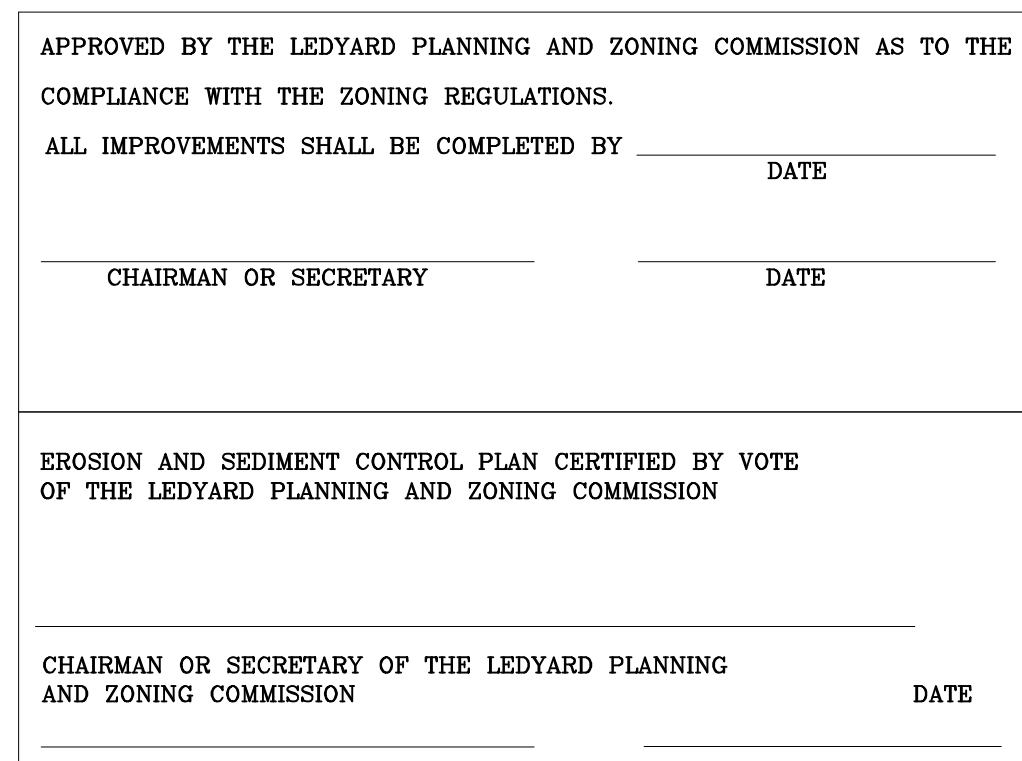 APPROVED BY THE LEDYARD PLANNING AND ZONING COMMISSION AS TO THE
COMPLIANCE WITH THE ZONING REGULATIONS.
ALL IMPROVEMENTS SHALL BE COMPLETED BY
DATE
CHAIRMAN OR SECRETARY DATE
EROSION AND SEDIMENT CONTROL PLAN CERTIFIED BY VOTE
OF THE LEDYARD PLANNING AND ZONING COMMISSION
CHAIRMAN OR SECRETARY OF THE LEDYARD PLANNING
AND ZONING COMMISSION DATE